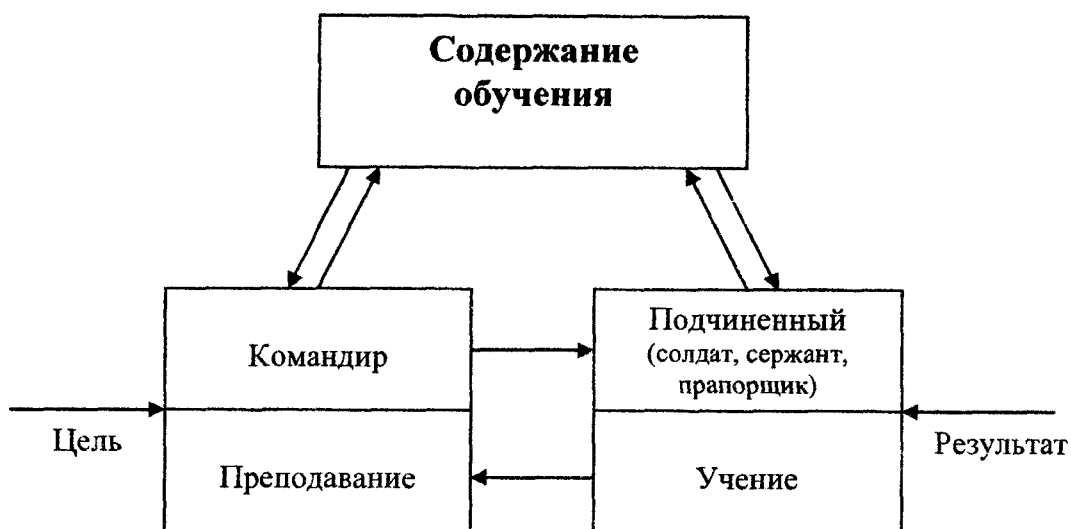 Содержание
обучения
Командир
Подчиненный
(солдат, сержант,
прапорщик)
Цель
Результат
Преподавание
Учение